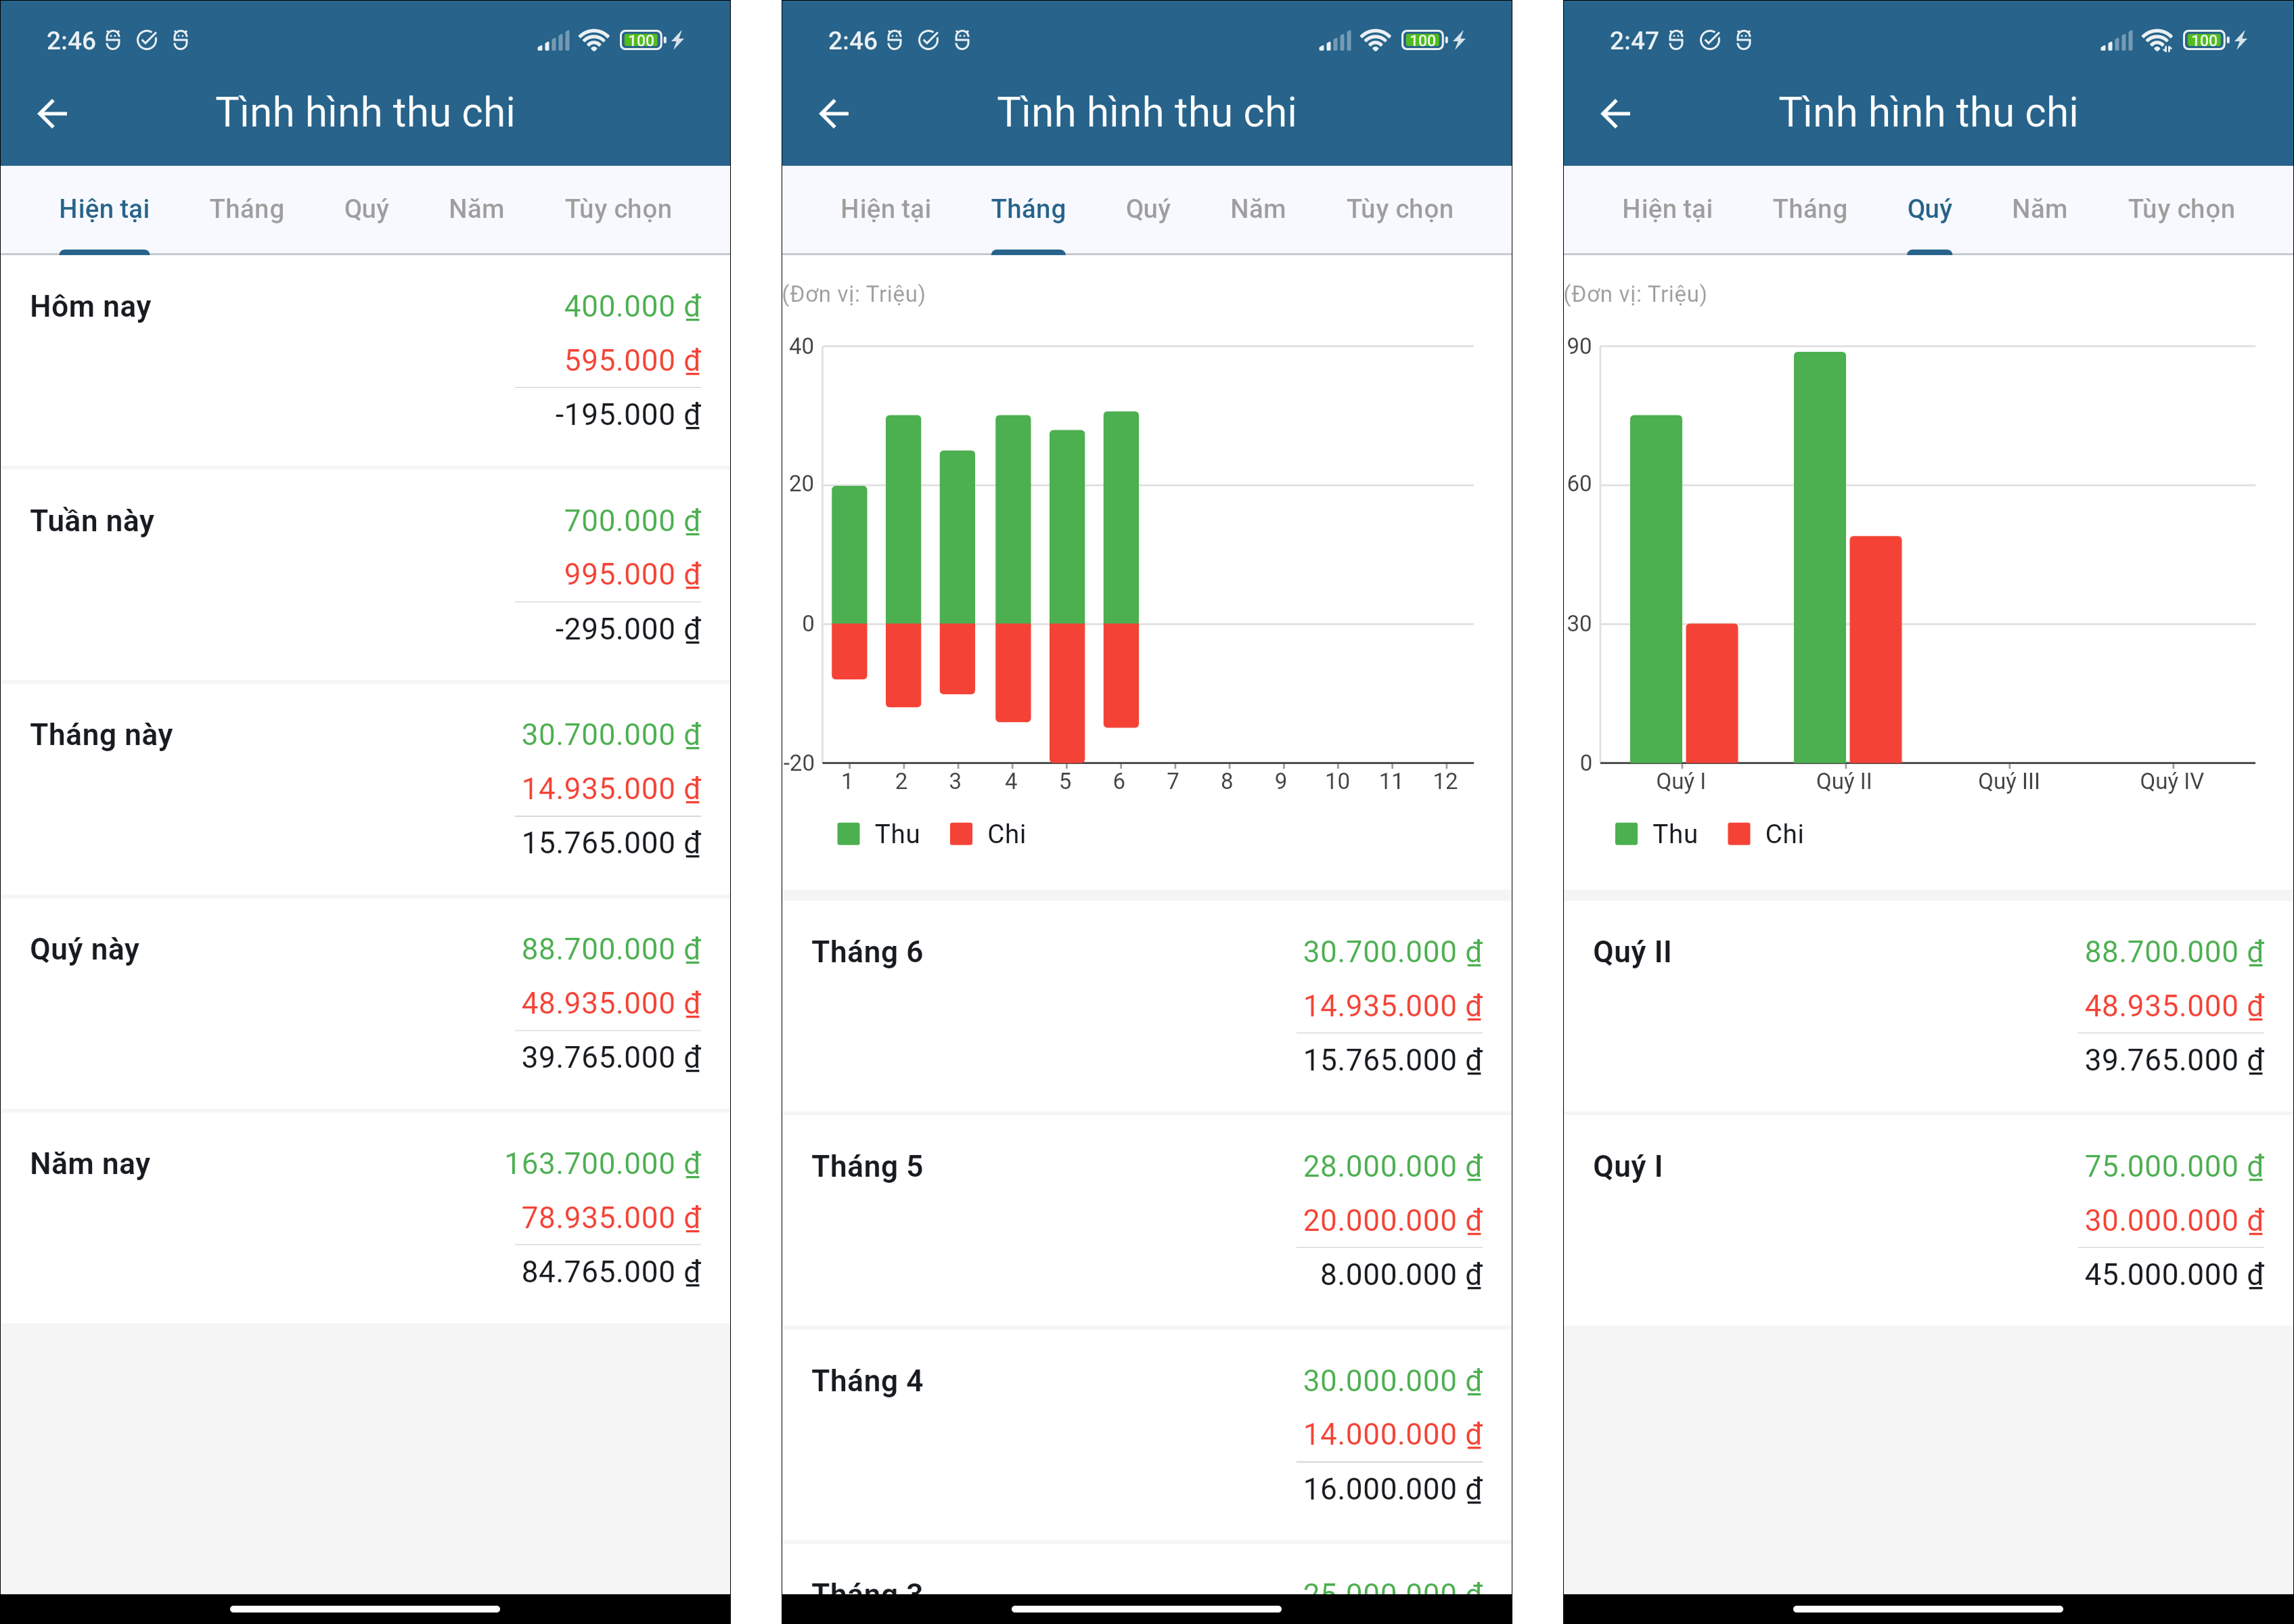 2:46
100
Tình hình thu chi
Hiện tại Tháng Quý Năm Tùy chọn
Hôm nay 400.000 ₫
595.000 ₫
-195.000 ₫
Tuần này 700.000 ₫
995.000 ₫
-295.000 ₫
Tháng này 30.700.000 ₫
14.935.000 ₫
15.765.000 ₫
Quý này 88.700.000 ₫
48.935.000 ₫
39.765.000 ₫
Năm nay 163.700.000 ₫
78.935.000 ₫
84.765.000 ₫
2:46
100
Tình hình thu chi
Hiện tại Tháng Quý Năm Tùy chọn
(Đơn vị: Triệu)
40
20
0
-20
1 2 3 4 5 6 7 8 9 10 11 12
Thu Chi
Tháng 6 30.700.000 ₫
14.935.000 ₫
15.765.000 ₫
Tháng 5 28.000.000 ₫
20.000.000 ₫
8.000.000 ₫
Tháng 4 30.000.000 ₫
14.000.000 ₫
16.000.000 ₫
Tháng 3 25.000.000 ₫
2:47
100
Tình hình thu chi
Hiện tại Tháng Quý Năm Tùy chọn
(Đơn vị: Triệu)
90
60
30
0
Quý I Quý II Quý III Quý IV
Thu Chi
Quý II 88.700.000 ₫
48.935.000 ₫
39.765.000 ₫
Quý I 75.000.000 ₫
30.000.000 ₫
45.000.000 ₫